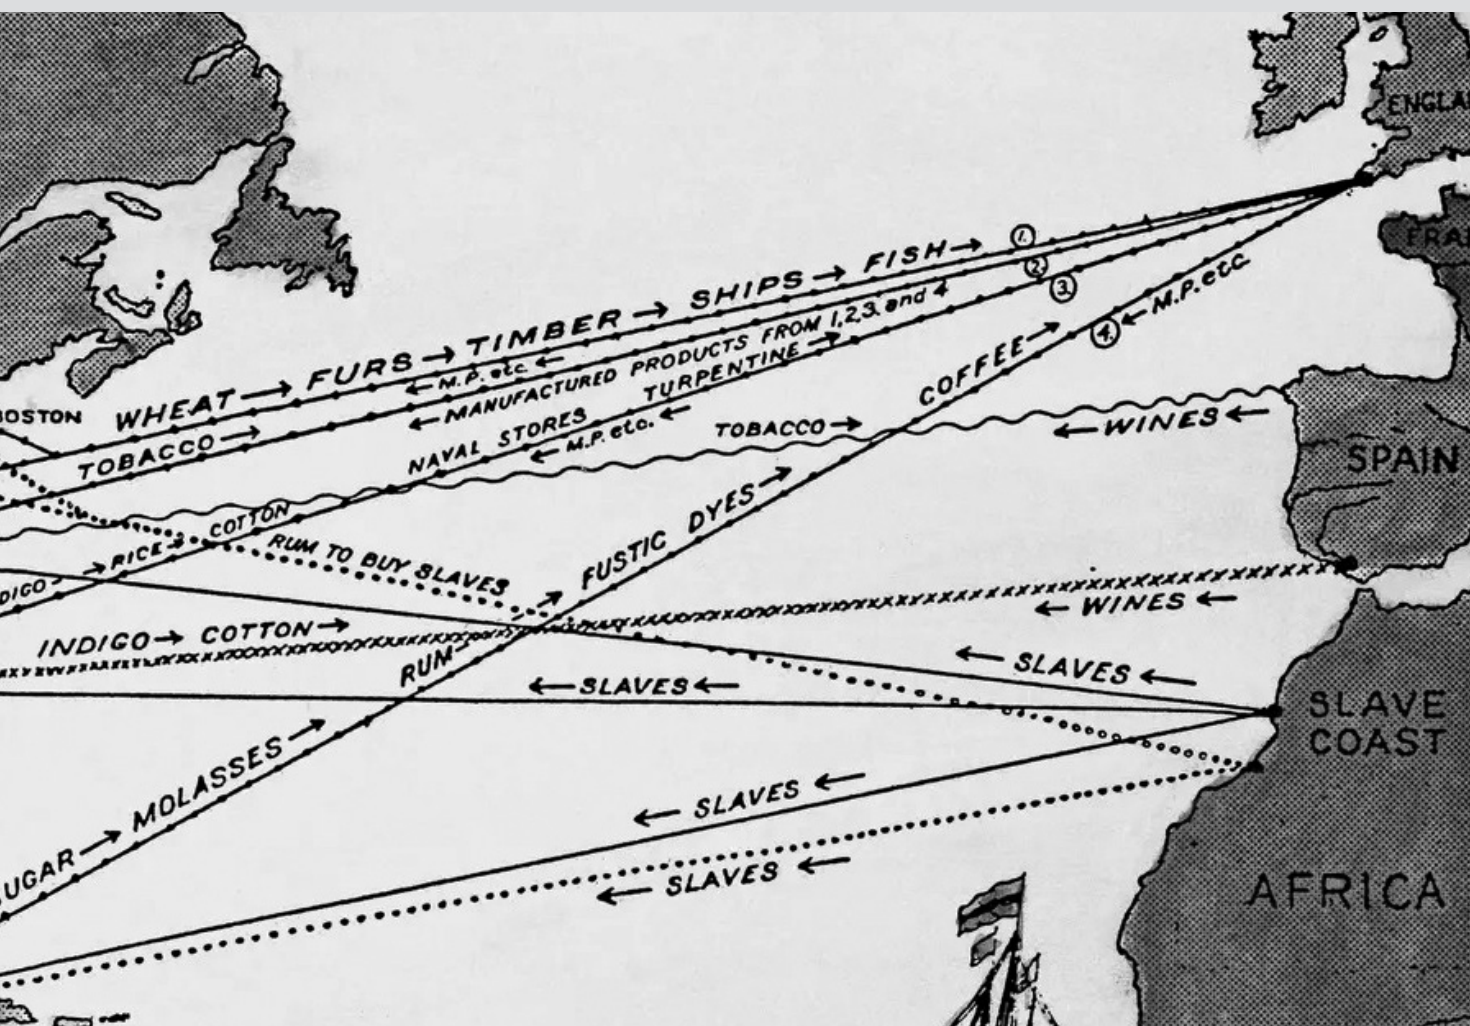 ENGLA
FRA
1.
WHEAT → FURS → TIMBER → SHIPS → FISH →
2.
← M.P. etc. ←
3.
← MANUFACTURED PRODUCTS FROM 1,2,3, and 4
← M.P. etc
4.
TURPENTINE →
COFFEE →
BOSTON
TOBACCO →
NAVAL STORES
← M.P. etc. ←
TOBACCO →
← WINES ←
SPAIN
COTTON
FUSTIC DYES →
DIGO → RICE →
RUM TO BUY SLAVES
← WINES ←
INDIGO → COTTON →
RUM →
← SLAVES ←
← SLAVES ←
SLAVE
COAST
MOLASSES →
← SLAVES ←
UGAR →
← SLAVES ←
AFRICA